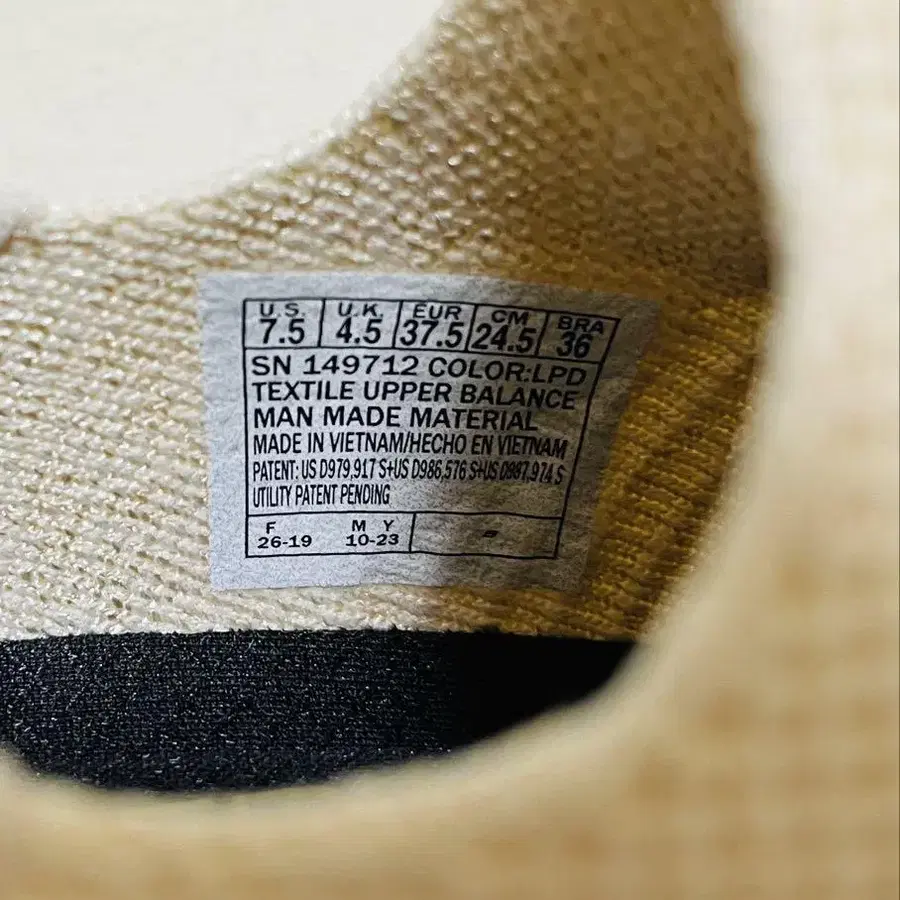 U.S. U.K. EUR CM BRA
7.5 4.5 37.5 24.5 36
SN 149712 COLOR:LPD
TEXTILE UPPER BALANCE
MAN MADE MATERIAL
MADE IN VIETNAM/HECHO EN VIETNAM
PATENT: US D979,917 S+US D986,576 S+US D987,974 S
UTILITY PATENT PENDING
F M Y
26-19 10-23